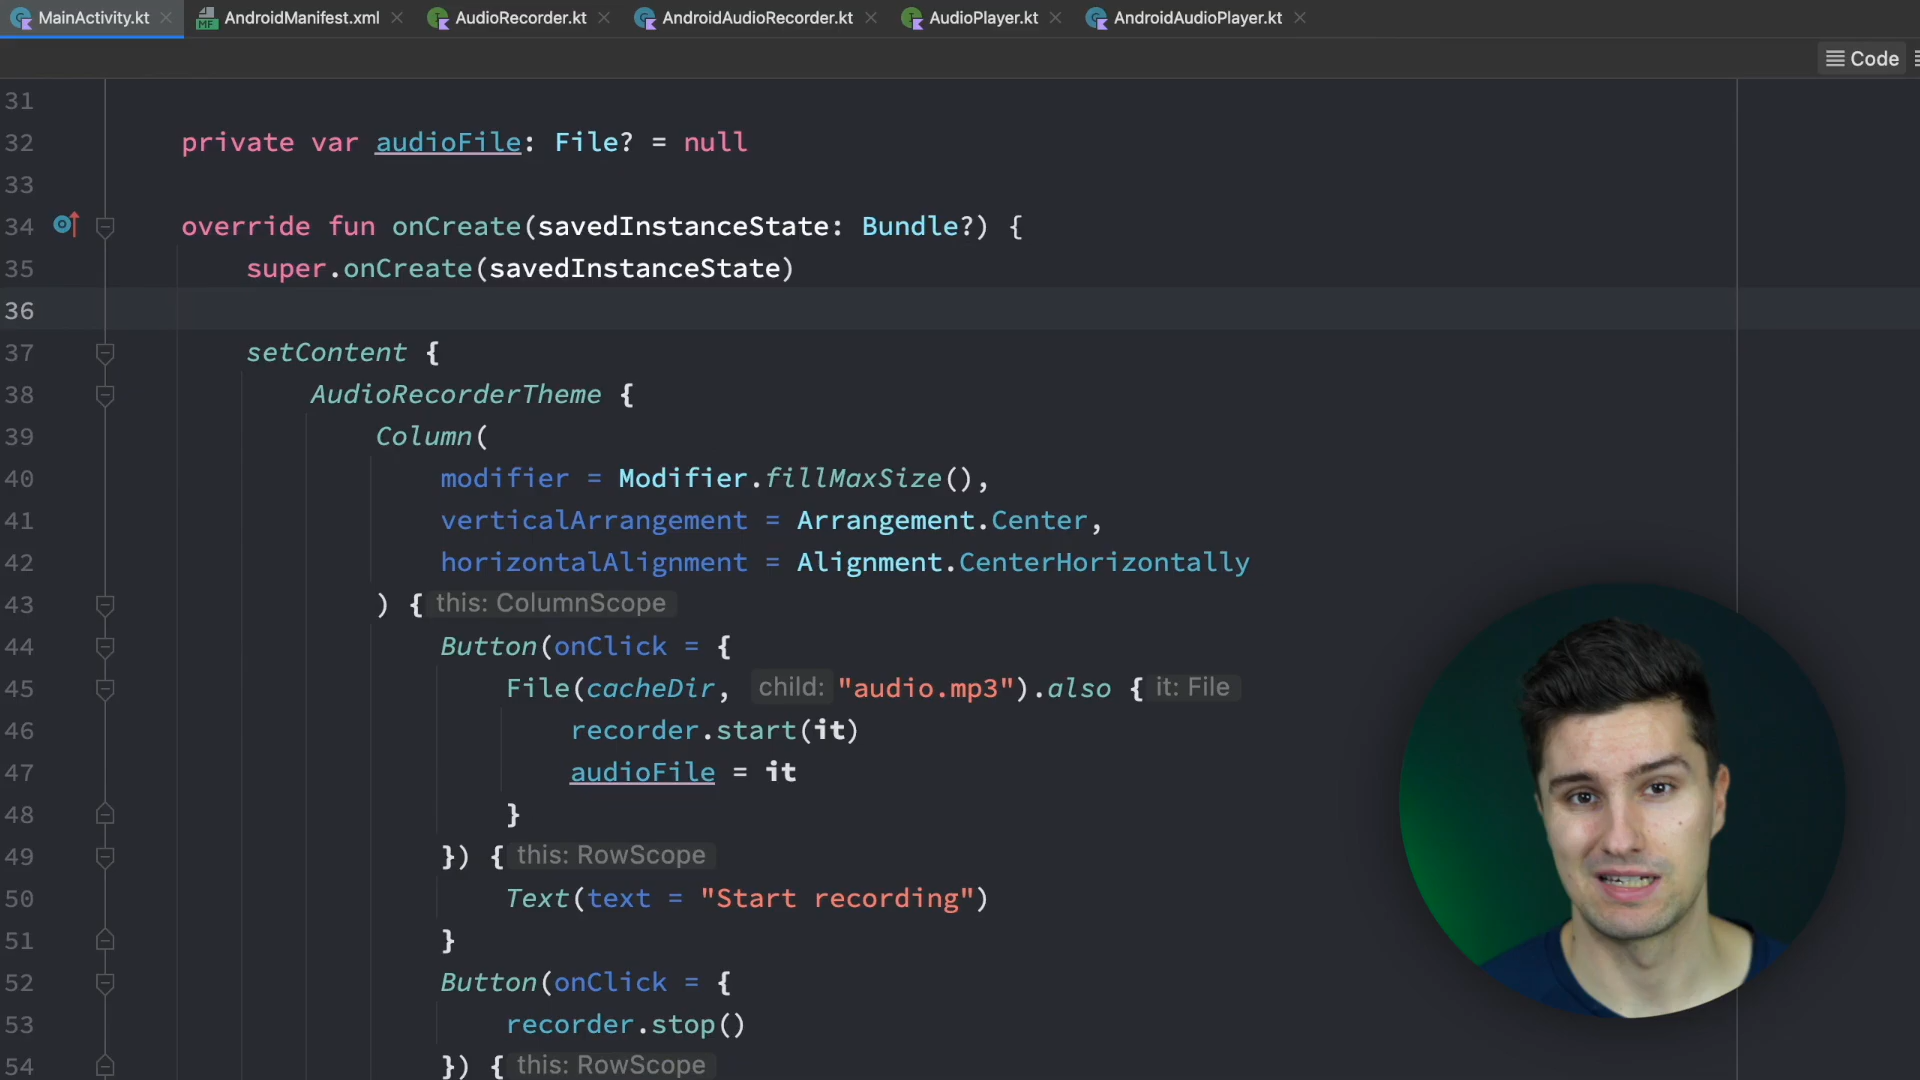 MainActivity.kt AndroidManifest.xml AudioRecorder.kt AndroidAudioRecorder.kt AudioPlayer.kt AndroidAudioPlayer.kt
Code
31
32 private var audioFile: File? = null
33
34 override fun onCreate(savedInstanceState: Bundle?) {
35 super.onCreate(savedInstanceState)
36
37 setContent {
38 AudioRecorderTheme {
39 Column(
40 modifier = Modifier.fillMaxSize(),
41 verticalArrangement = Arrangement.Center,
42 horizontalAlignment = Alignment.CenterHorizontally
43 ) { this: ColumnScope
44 Button(onClick = {
45 File(cacheDir, child: "audio.mp3").also { it: File
46 recorder.start(it)
47 audioFile = it
48 }
49 }) { this: RowScope
50 Text(text = "Start recording")
51 }
52 Button(onClick = {
53 recorder.stop()
54 }) { this: RowScope